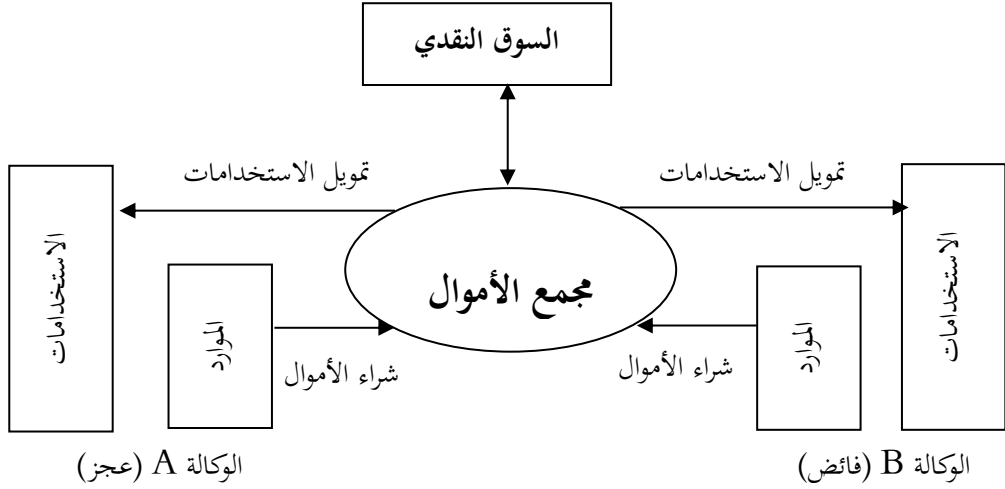 السوق النقدي
تمويل الاستخدامات
تمويل الاستخدامات
الاستخدامات
الموارد
مجمع الأموال
الموارد
الاستخدامات
شراء الأموال
شراء الأموال
الوكالة B (فائض)
الوكالة A (عجز)